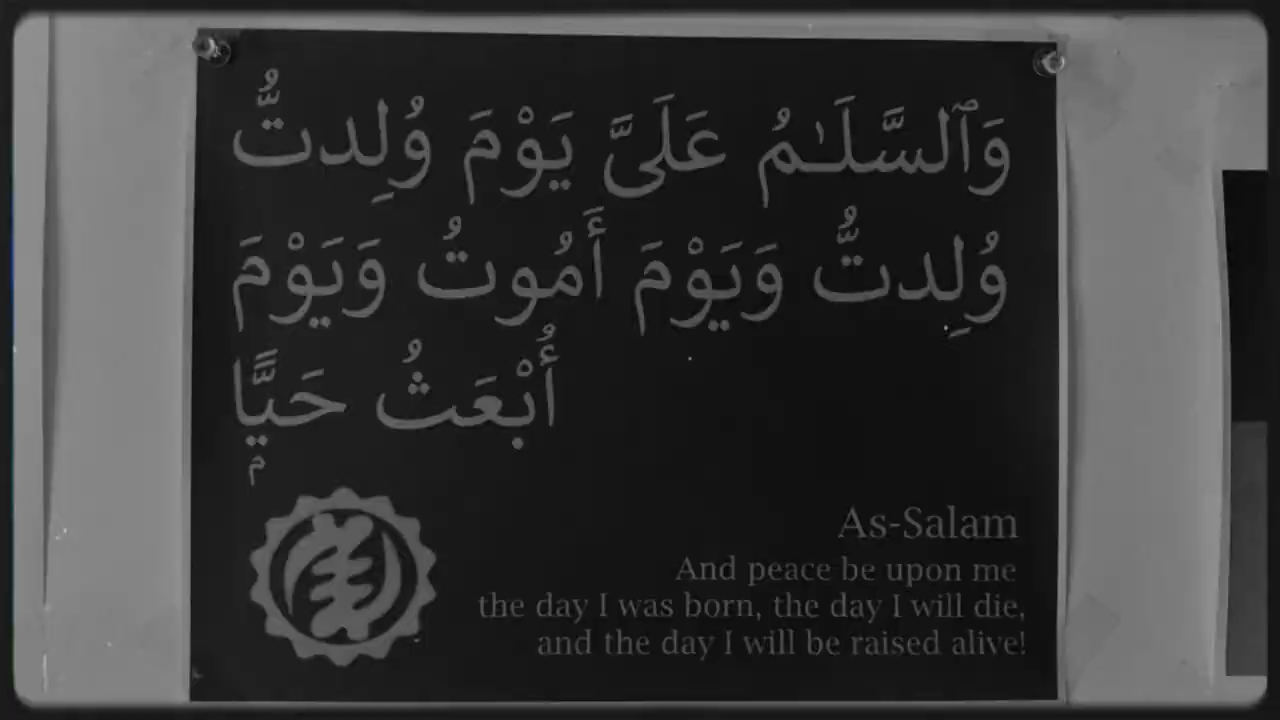 وَٱلسَّلَـٰمُ عَلَىَّ يَوْمَ وُلِدتُّ
وُلِدتُّ وَيَوْمَ أَمُوتُ وَيَوْمَ
أُبْعَثُ حَيًّا
As-Salam
And peace be upon me
the day I was born, the day I will die,
and the day I will be raised alive!